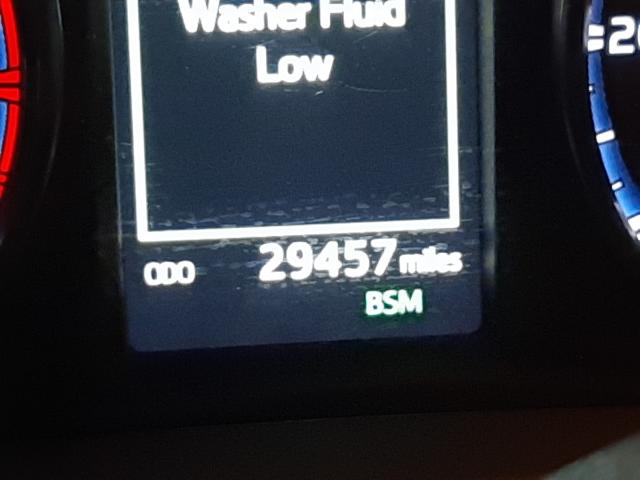 Washer Fluid
Low
ODO 29457 miles
BSM